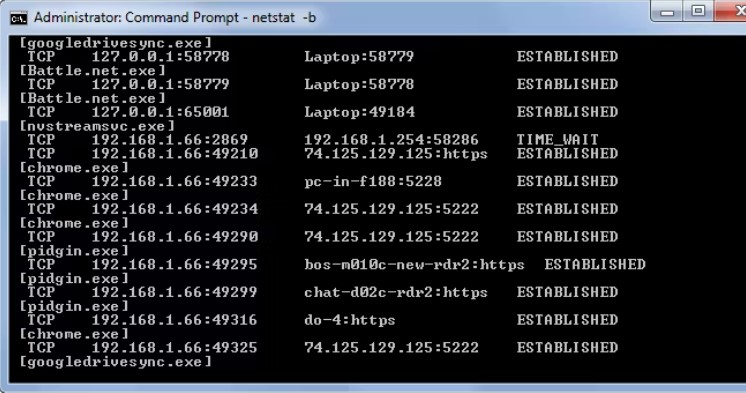 Administrator: Command Prompt - netstat -b
[googledrivesync.exe]
TCP 127.0.0.1:58778 Laptop:58779 ESTABLISHED
[Battle.net.exe]
TCP 127.0.0.1:58779 Laptop:58778 ESTABLISHED
[Battle.net.exe]
TCP 127.0.0.1:65001 Laptop:49184 ESTABLISHED
[nvstreamsvc.exe]
TCP 192.168.1.66:2869 192.168.1.254:58286 TIME_WAIT
TCP 192.168.1.66:49210 74.125.129.125:https ESTABLISHED
[chrome.exe]
TCP 192.168.1.66:49233 pc-in-f188:5228 ESTABLISHED
[chrome.exe]
TCP 192.168.1.66:49234 74.125.129.125:5222 ESTABLISHED
[chrome.exe]
TCP 192.168.1.66:49290 74.125.129.125:5222 ESTABLISHED
[pidgin.exe]
TCP 192.168.1.66:49295 bos-m010c-new-rdr2:https ESTABLISHED
[pidgin.exe]
TCP 192.168.1.66:49299 chat-d02c-rdr2:https ESTABLISHED
[pidgin.exe]
TCP 192.168.1.66:49316 do-4:https ESTABLISHED
[chrome.exe]
TCP 192.168.1.66:49325 74.125.129.125:5222 ESTABLISHED
[googledrivesync.exe]